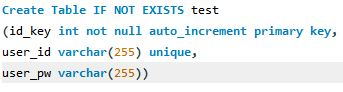 Create Table IF NOT EXISTS test
(id_key int not null auto_increment primary key,
user_id varchar(255) unique,
user_pw varchar(255))